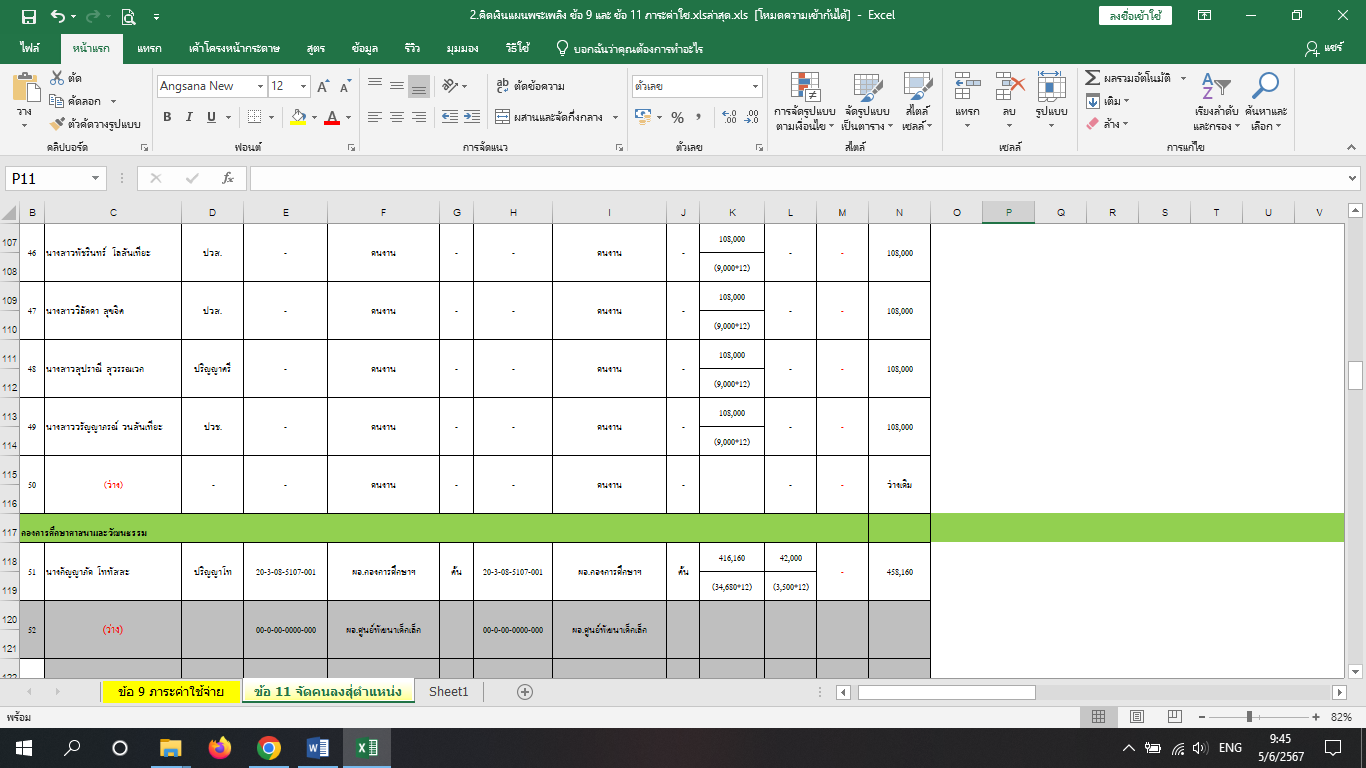 2.คิดเงินแผนพระเพลิง ข้อ 9 และ ข้อ 11 ภาระค่าใช้.xlsล่าสุด.xls [โหมดความเข้ากันได้] - Excel
ลงชื่อเข้าใช้
ไฟล์ หน้าแรก แทรก เค้าโครงหน้ากระดาษ สูตร ข้อมูล รีวิว มุมมอง วิธีใช้ บอกฉันว่าคุณต้องการทำอะไร แชร์
วาง
ตัด
คัดลอก
ตัวคัดวางรูปแบบ
คลิปบอร์ด
Angsana New 12
B I U
ฟอนต์
ตัดข้อความ
ผสานและจัดกึ่งกลาง
การจัดแนว
ตัวเลข
ตัวเลข
การจัดรูปแบบตามเงื่อนไข
จัดรูปแบบเป็นตาราง
สไตล์เซลล์
สไตล์
แทรก ลบ รูปแบบ
เซลล์
ผลรวมอัตโนมัติ
เติม
ล้าง
เรียงลำดับและกรอง
ค้นหาและเลือก
การแก้ไข
P11 fx
B C D E F G H I J K L M N O P Q R S T U V
107 108,000
46 นางสาวทัชรินทร์ ปวส. - คนงาน - - คนงาน - - - 108,000
108 (9,000*12)
109 108,000
47 นางสาววิลัดดา สุขจิต ปวส. - คนงาน - - คนงาน - - - 108,000
110 (9,000*12)
111 108,000
48 นางสาวสุปราณี สุวรรณเวค ปริญญาตรี - คนงาน - - คนงาน - - - 108,000
112 (9,000*12)
113 108,000
49 นางสาววรัญญาภรณ์ วนสันเทียะ ปวช. - คนงาน - - คนงาน - - - 108,000
114 (9,000*12)
115
50 (ว่าง) - - คนงาน - - คนงาน - - - ว่างเดิม
116
117 กองการศึกษาศาสนาและวัฒนธรรม
118 416,160 42,000
51 นางกัญญาภัค ปริญญาโท 20-3-08-5107-001 ผอ.กองการศึกษาฯ ต้น 20-3-08-5107-001 ผอ.กองการศึกษาฯ ต้น - 458,160
119 (34,680*12) (3,500*12)
120
52 (ว่าง) 00-0-00-0000-000 ผอ.ศูนย์พัฒนาเด็กเล็ก 00-0-00-0000-000 ผอ.ศูนย์พัฒนาเด็กเล็ก
121
122
ข้อ 9 ภาระค่าใช้จ่าย ข้อ 11 จัดคนลงสู่ตำแหน่ง Sheet1
พร้อม 82%
ENG
9:45
5/6/2567